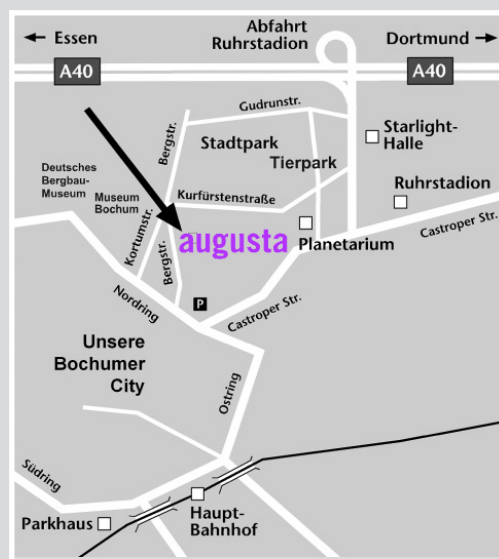 ← Essen
Abfahrt
Ruhrstadion
Dortmund →
A40
A40
Gudrunstr.
Bergstr.
Stadtpark
Tierpark
Starlight-
Halle
Deutsches
Bergbau-
Museum
Museum
Bochum
Kurfürstenstraße
Ruhrstadion
Kortumstr.
augusta
Planetarium
Castroper Str.
Bergstr.
Nordring
P
Castroper Str.
Unsere
Bochumer
City
Ostring
Südring
Parkhaus
Haupt-
Bahnhof